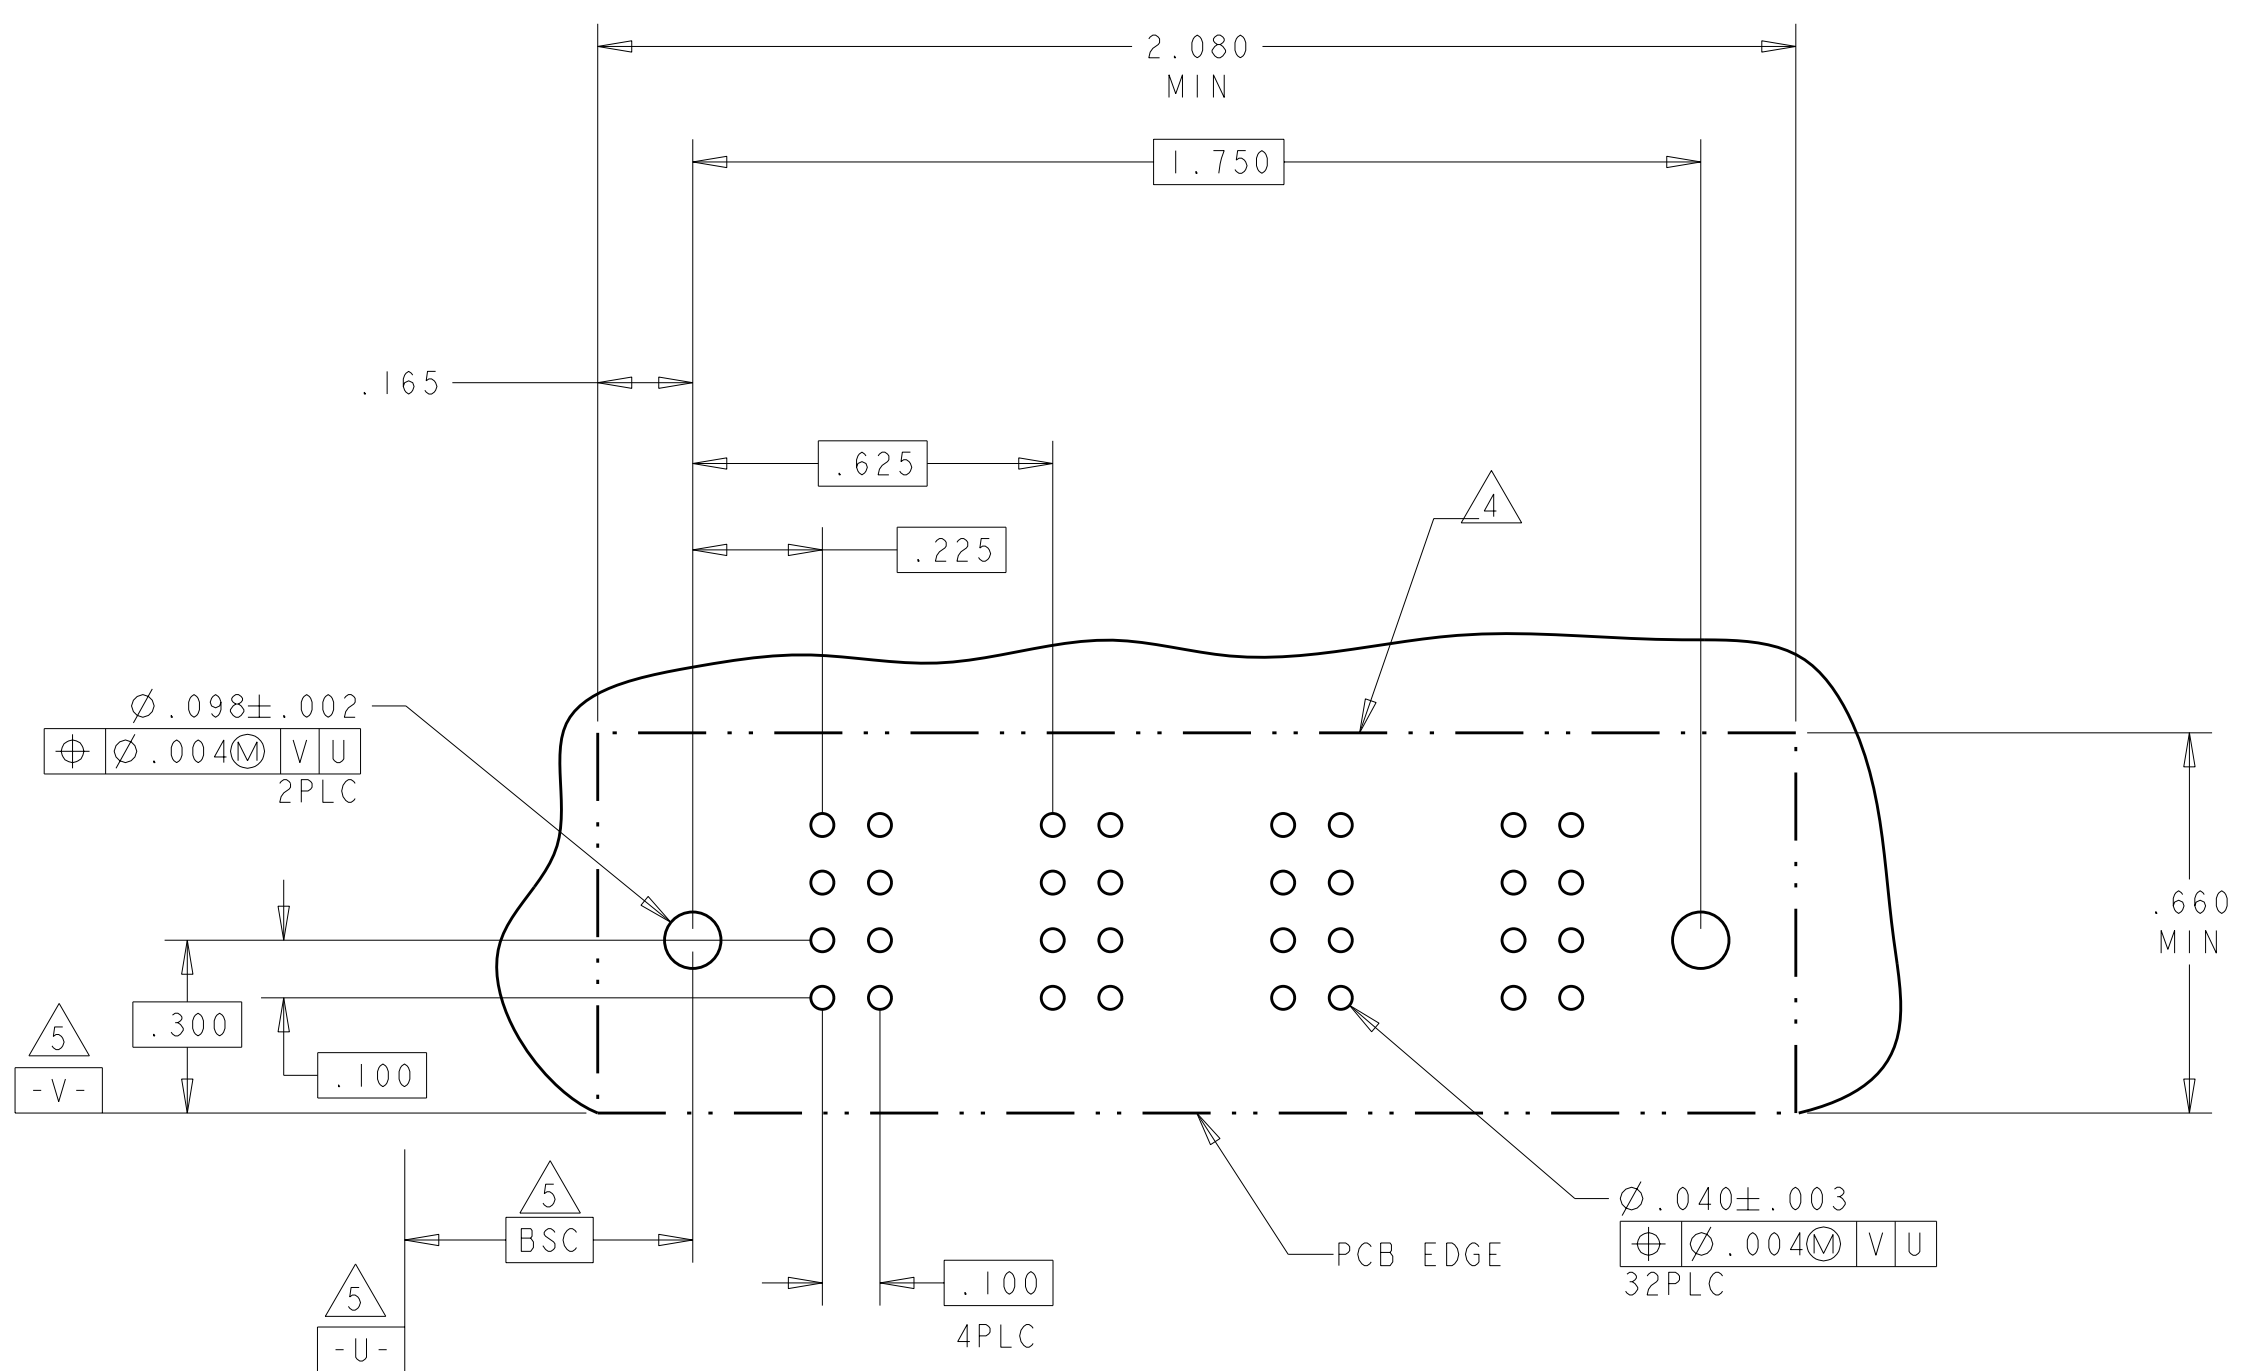 2.080
MIN
1.750
.165
.625
4
.225
Ø.098±.002
⌖ Ø.004Ⓜ V U
2PLC
.660
MIN
.300
5
-V-
.100
5
BSC
Ø.040±.003
⌖ Ø.004Ⓜ V U
32PLC
PCB EDGE
.100
4PLC
5
-U-